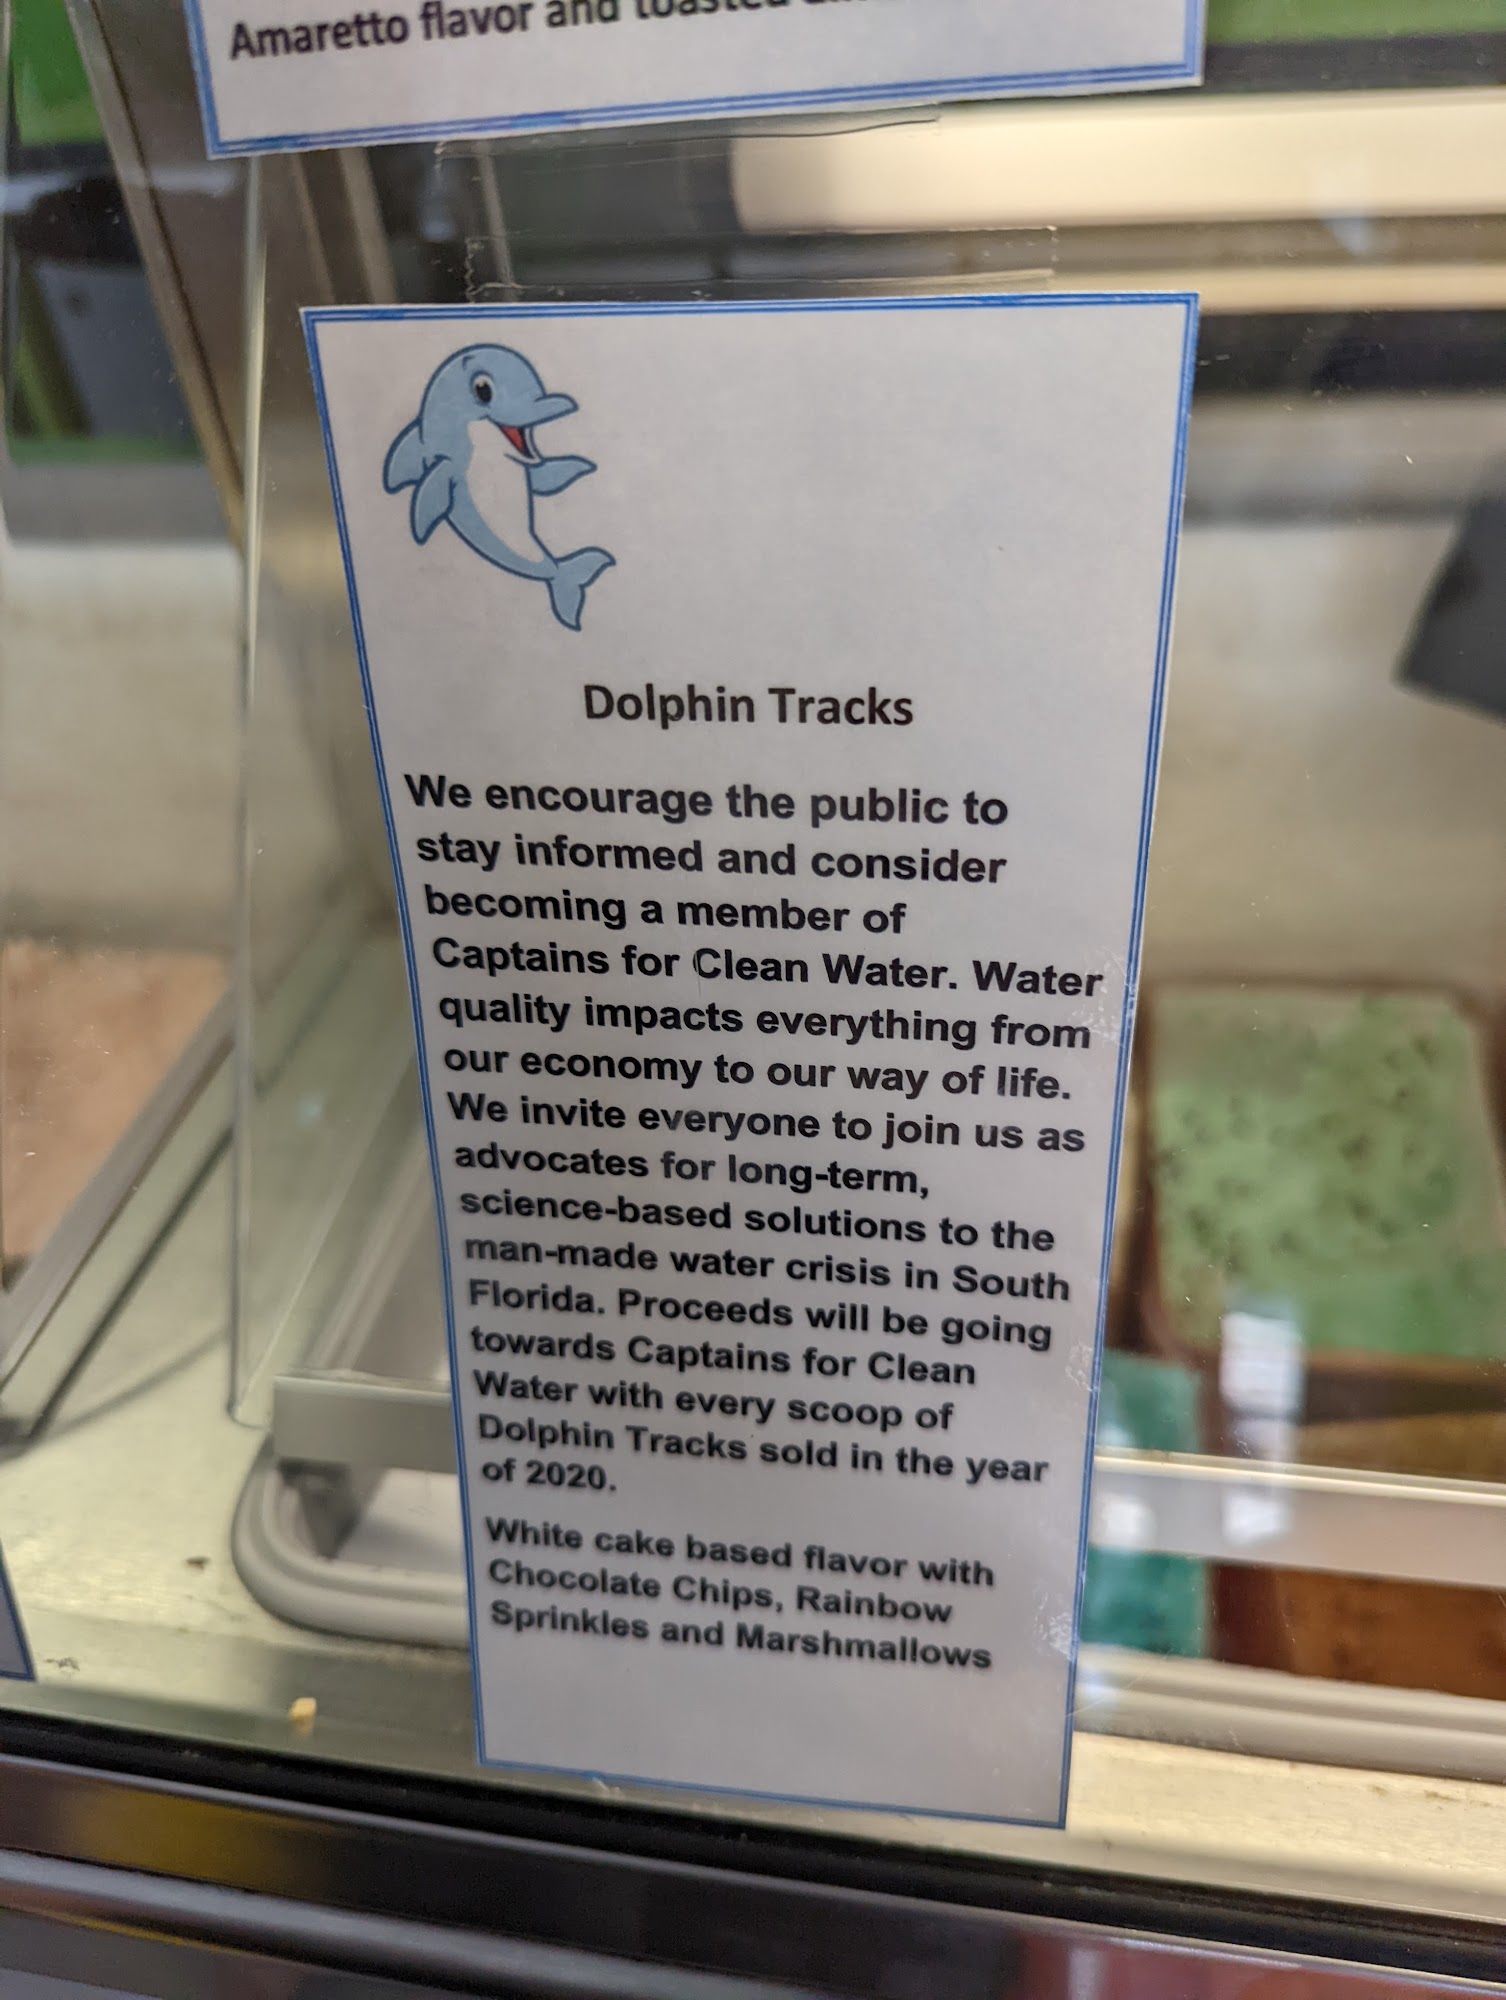 Amaretto flavor and toasted
Dolphin Tracks
We encourage the public to
stay informed and consider
becoming a member of
Captains for Clean Water. Water
quality impacts everything from
our economy to our way of life.
We invite everyone to join us as
advocates for long-term,
science-based solutions to the
man-made water crisis in South
Florida. Proceeds will be going
towards Captains for Clean
Water with every scoop of
Dolphin Tracks sold in the year
of 2020.
White cake based flavor with
Chocolate Chips, Rainbow
Sprinkles and Marshmallows